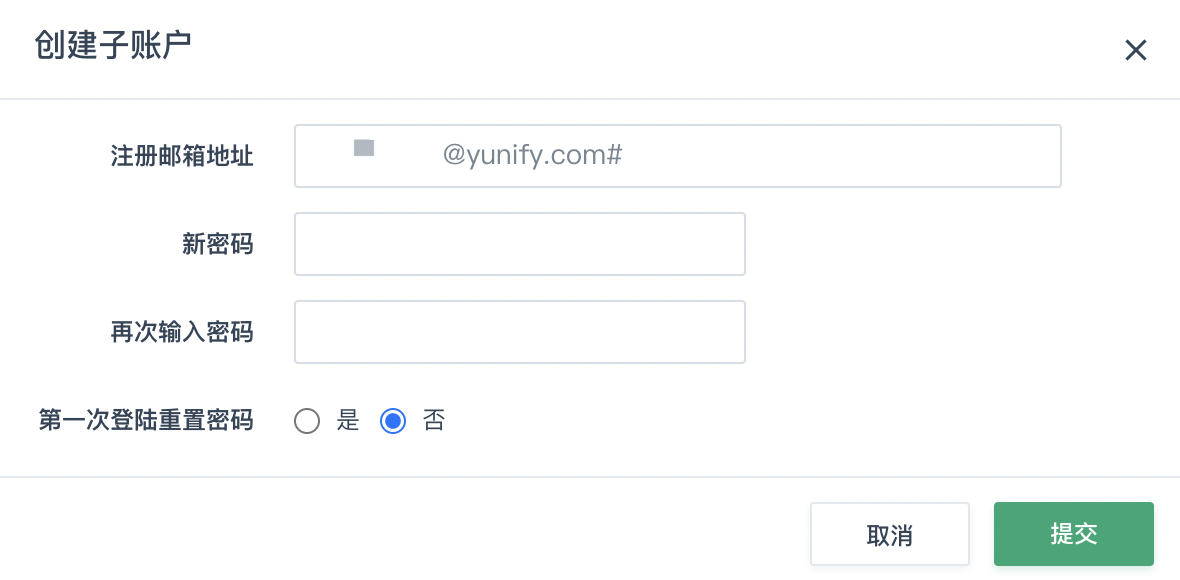 创建子账户
注册邮箱地址 @yunify.com#
新密码
再次输入密码
第一次登陆重置密码 是 否
取消 提交